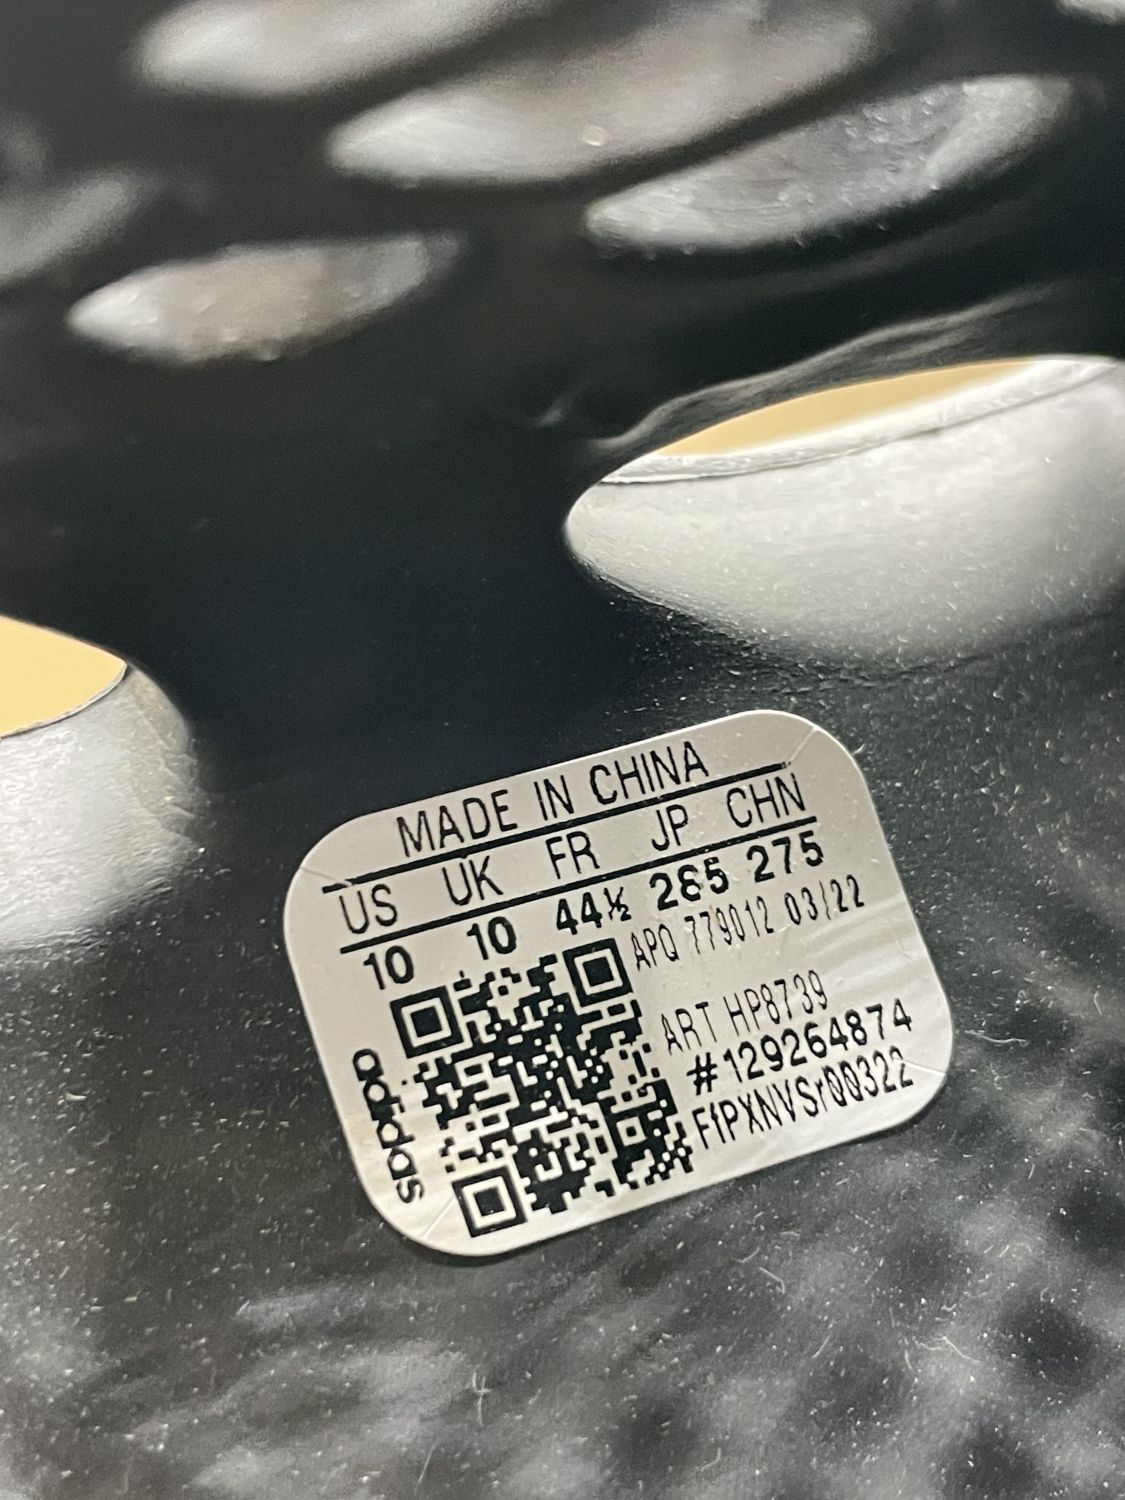 MADE IN CHINA
US UK FR JP CHN
10 10 44½ 285 275
APQ 779012 03/22
ART HP8739
#129264874
FfPXNVSr00322
adidas